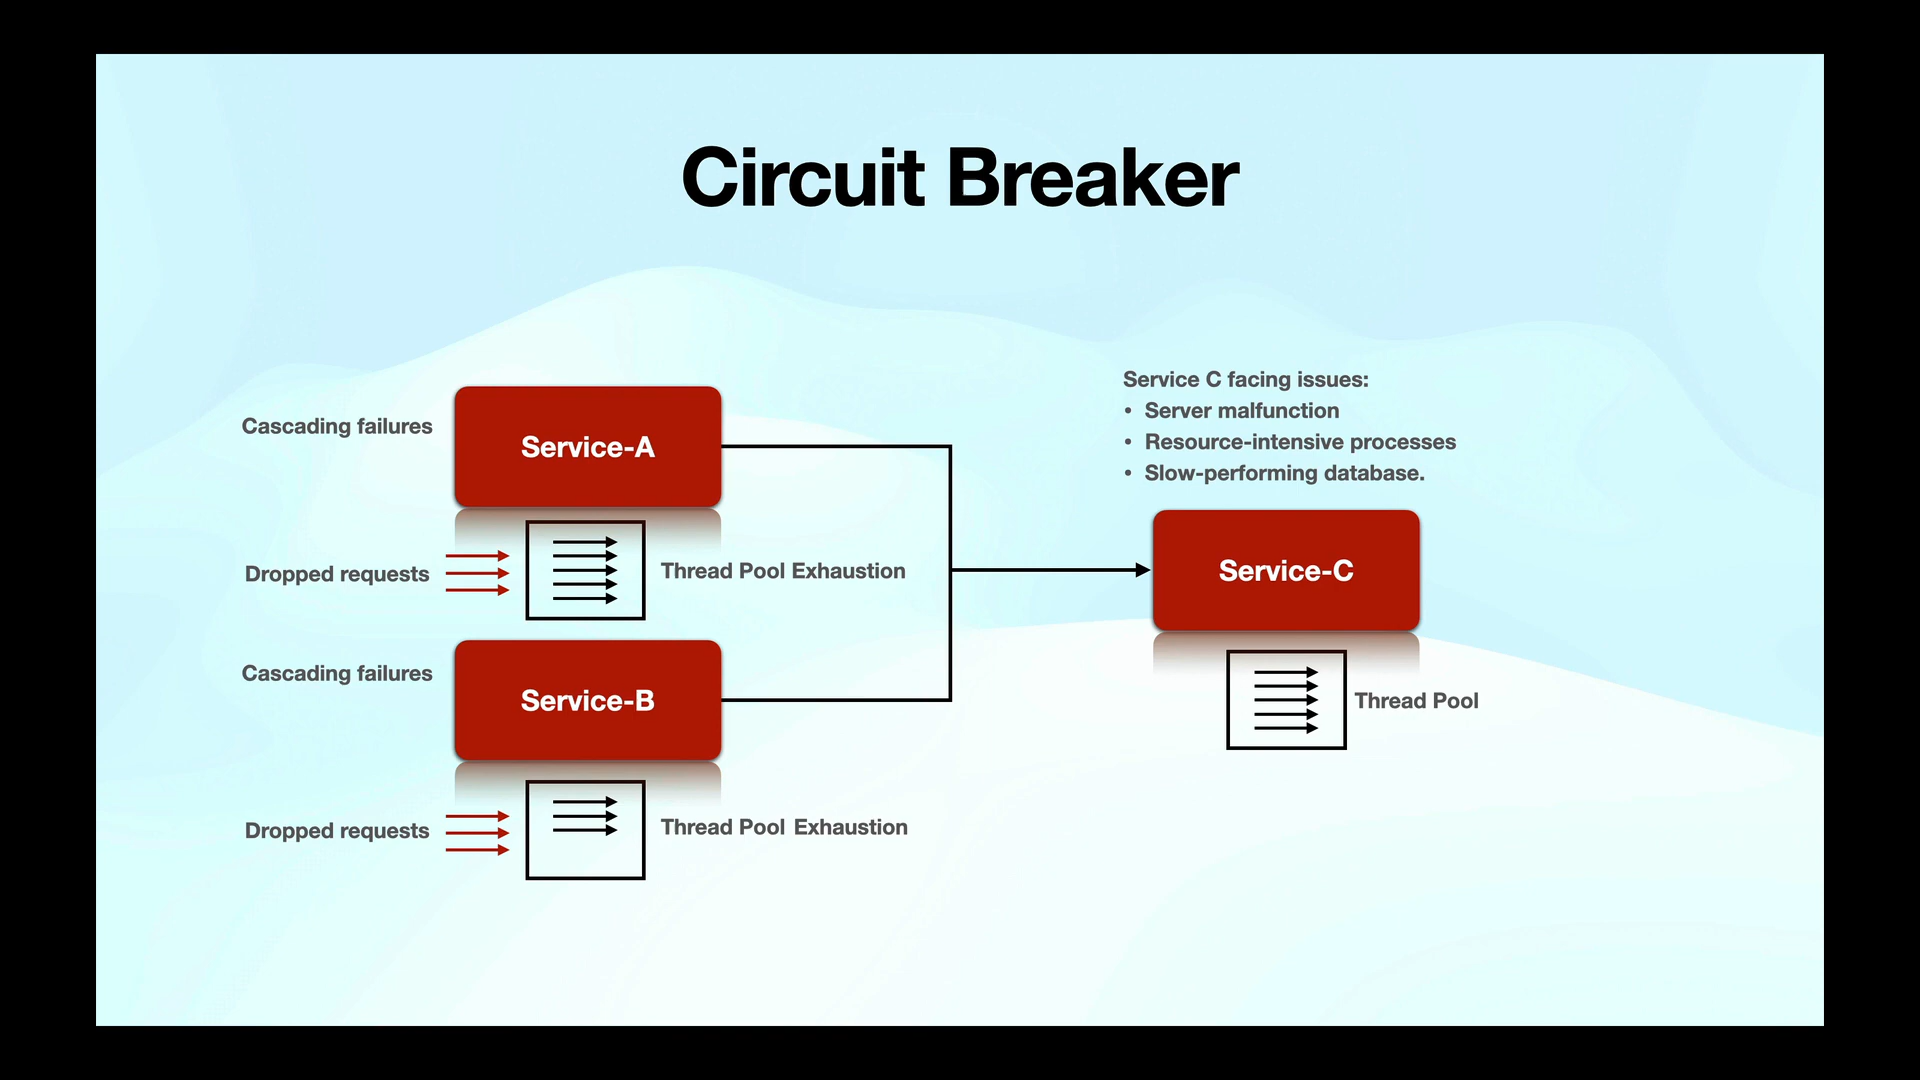 Circuit Breaker
Service C facing issues:
• Server malfunction
• Resource-intensive processes
• Slow-performing database.
Cascading failures
Service-A
Dropped requests
Thread Pool Exhaustion
Service-C
Cascading failures
Service-B
Thread Pool
Dropped requests
Thread Pool Exhaustion